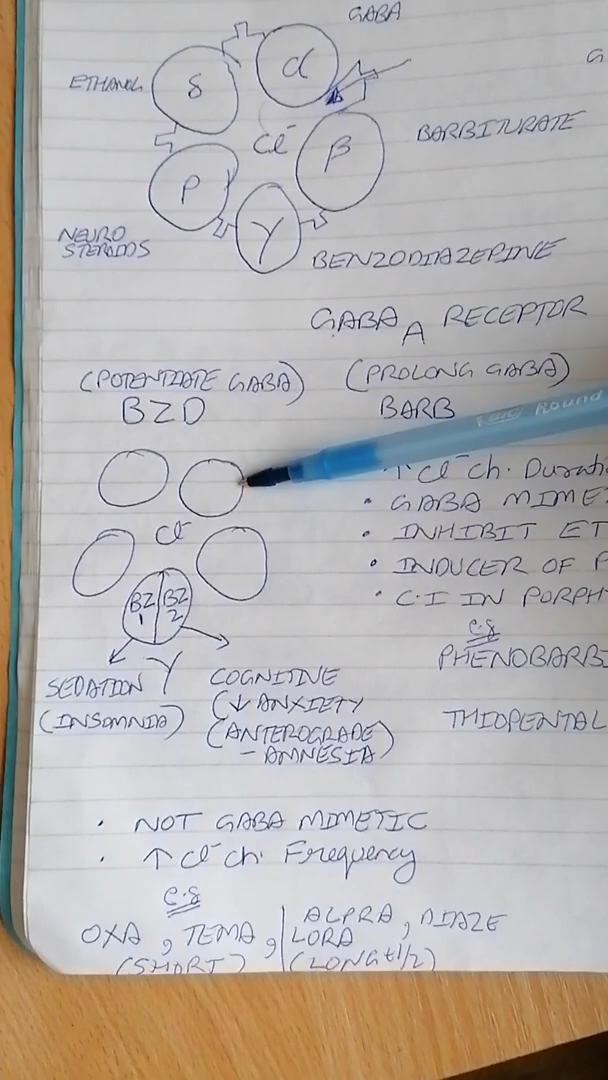 GABA
G
ETHANOL
δ
α
Cl⁻
BARBITURATE
ρ
β
NEURO
STEROIDS
γ
BENZODIAZEPINE
GABA A RECEPTOR
(POTENTIATE GABA)
BZD
(PROLONG GABA)
BARB
Round
Cl⁻
BZ 1
BZ 2
γ
SEDATION
(INSOMNIA)
COGNITIVE
(↓ ANXIETY
(ANTEROGRADE)
- AMNESIA
↑ Cl⁻ ch. Durati
• GABA MIME
• INHIBIT ET
• INDUCER OF P
• C.I IN PORPH
e.g
PHENOBARBI
THIOPENTAL
• NOT GABA MIMETIC
• ↑ Cl⁻ ch. Frequency
e.g
OXA, TEMA,
(SHORT)
ALPRA, DIAZE
LORA
(LONG t1/2)